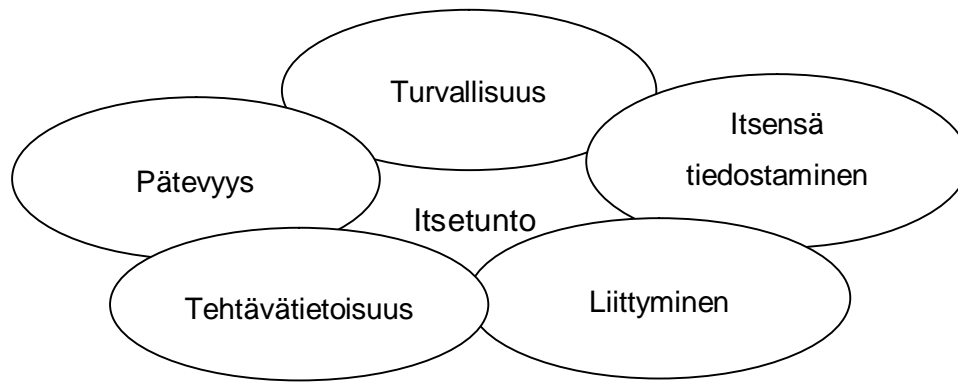 Turvallisuus
Itsensä
tiedostaminen
Pätevyys
Itsetunto
Tehtävätietoisuus
Liittyminen